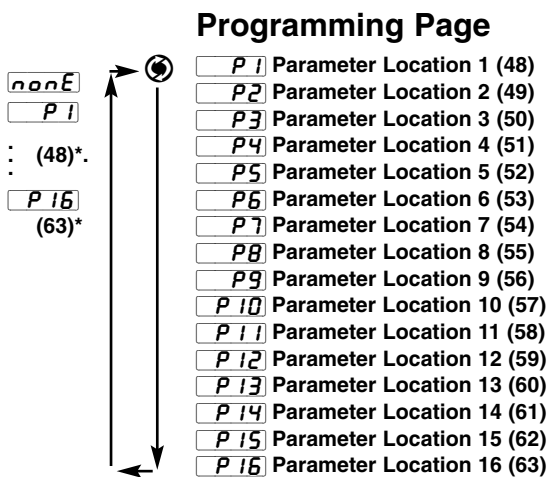 Programming Page
nonE
P1
: (48)*.
.
P16
(63)*
P1 Parameter Location 1 (48)
P2 Parameter Location 2 (49)
P3 Parameter Location 3 (50)
P4 Parameter Location 4 (51)
P5 Parameter Location 5 (52)
P6 Parameter Location 6 (53)
P7 Parameter Location 7 (54)
P8 Parameter Location 8 (55)
P9 Parameter Location 9 (56)
P10 Parameter Location 10 (57)
P11 Parameter Location 11 (58)
P12 Parameter Location 12 (59)
P13 Parameter Location 13 (60)
P14 Parameter Location 14 (61)
P15 Parameter Location 15 (62)
P16 Parameter Location 16 (63)